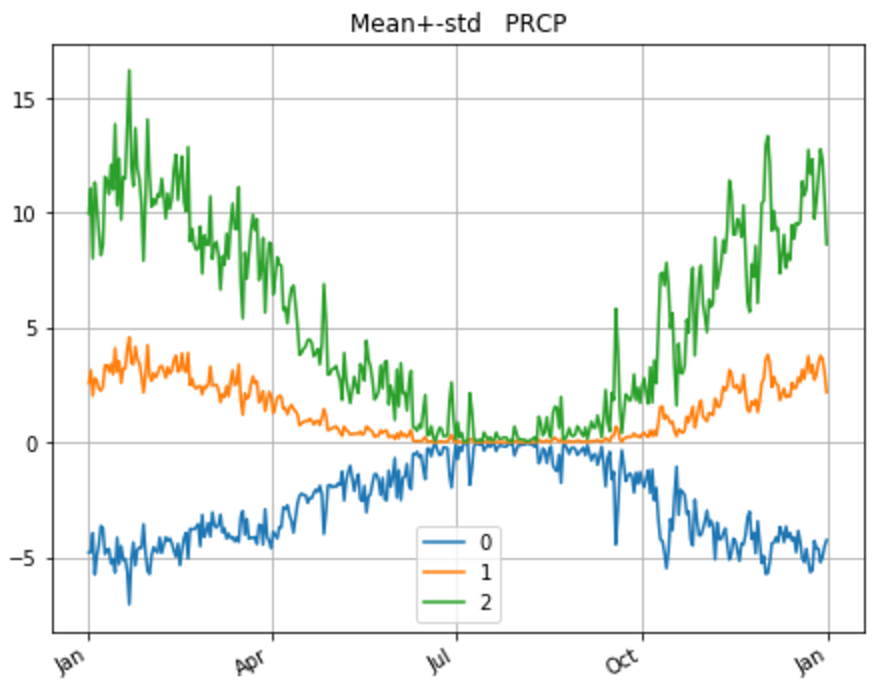 Mean+-std PRCP
15
10
5
0
−5
0
1
2
Jan
Apr
Jul
Oct
Jan